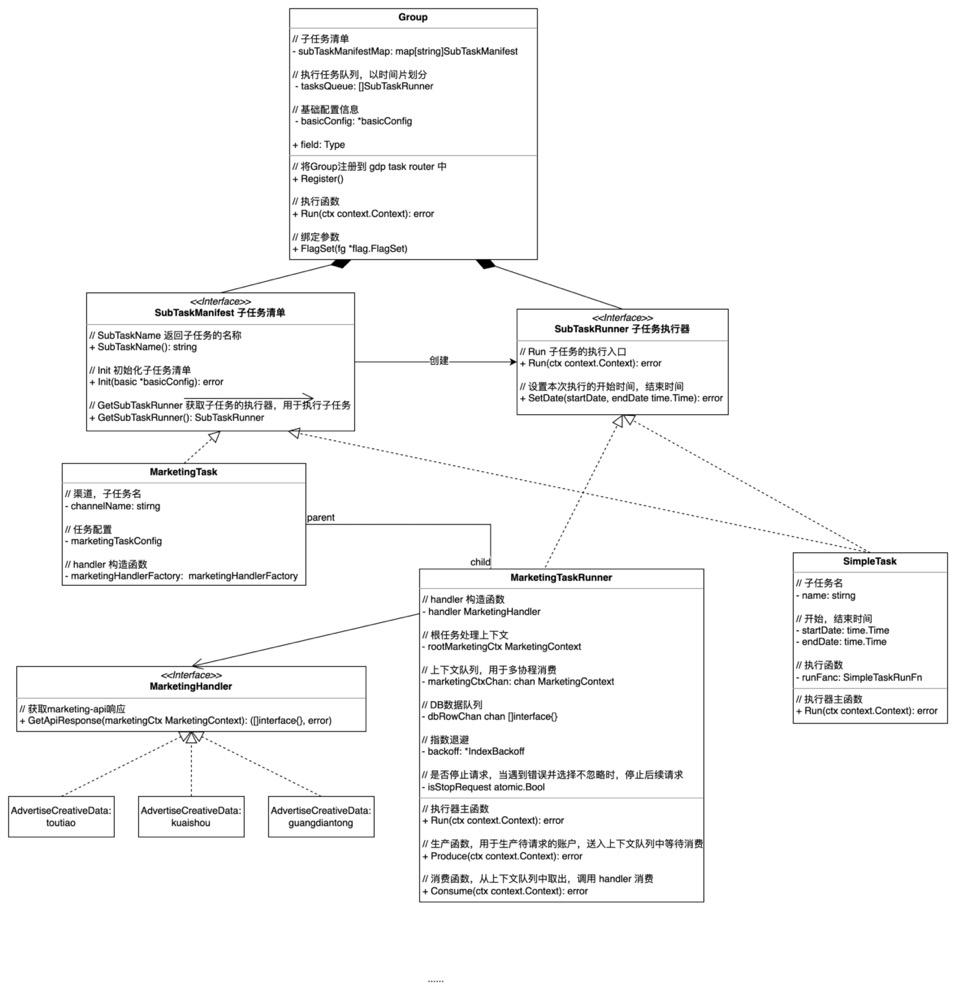 Group
// 子任务清单
- subTaskManifestMap: map[string]SubTaskManifest
// 执行任务队列，以时间片划分
- tasksQueue: []SubTaskRunner
// 基础配置信息
- basicConfig: *basicConfig
+ field: Type
// 将Group注册到 gdp task router 中
+ Register()
// 执行函数
+ Run(ctx context.Context): error
// 绑定参数
+ FlagSet(fg *flag.FlagSet)
<<Interface>>
SubTaskManifest 子任务清单
// SubTaskName 返回子任务的名称
+ SubTaskName(): string
// Init 初始化子任务清单
+ Init(basic *basicConfig): error
// GetSubTaskRunner 获取子任务的执行器，用于执行子任务
+ GetSubTaskRunner(): SubTaskRunner
创建
<<Interface>>
SubTaskRunner 子任务执行器
// Run 子任务的执行入口
+ Run(ctx context.Context): error
// 设置本次执行的开始时间，结束时间
+ SetDate(startDate, endDate time.Time): error
MarketingTask
// 渠道，子任务名
- channelName: stirng
// 任务配置
- marketingTaskConfig
// handler 构造函数
- marketingHandlerFactory: marketingHandlerFactory
parent
child
MarketingTaskRunner
// handler 构造函数
- handler MarketingHandler
// 根任务处理上下文
- rootMarketingCtx MarketingContext
// 上下文队列，用于多协程消费
- marketingCtxChan: chan MarketingContext
// DB数据队列
- dbRowChan chan []interface{}
// 指数退避
- backoff: *IndexBackoff
// 是否停止请求，当遇到错误并选择不忽略时，停止后续请求
- isStopRequest atomic.Bool
// 执行器主函数
+ Run(ctx context.Context): error
// 生产函数，用于生产待请求的账户，送入上下文队列中等待消费
+ Produce(ctx context.Context): error
// 消费函数，从上下文队列中取出，调用 handler 消费
+ Consume(ctx context.Context): error
SimpleTask
// 子任务名
- name: stirng
// 开始，结束时间
- startDate: time.Time
- endDate: time.Time
// 执行函数
- runFanc: SimpleTaskRunFn
// 执行器主函数
+ Run(ctx context.Context): error
<<Interface>>
MarketingHandler
// 获取marketing-api响应
+ GetApiResponse(marketingCtx MarketingContext): ([]interface{}, error)
AdvertiseCreativeData:
toutiao
AdvertiseCreativeData:
kuaishou
AdvertiseCreativeData:
guangdiantong
......